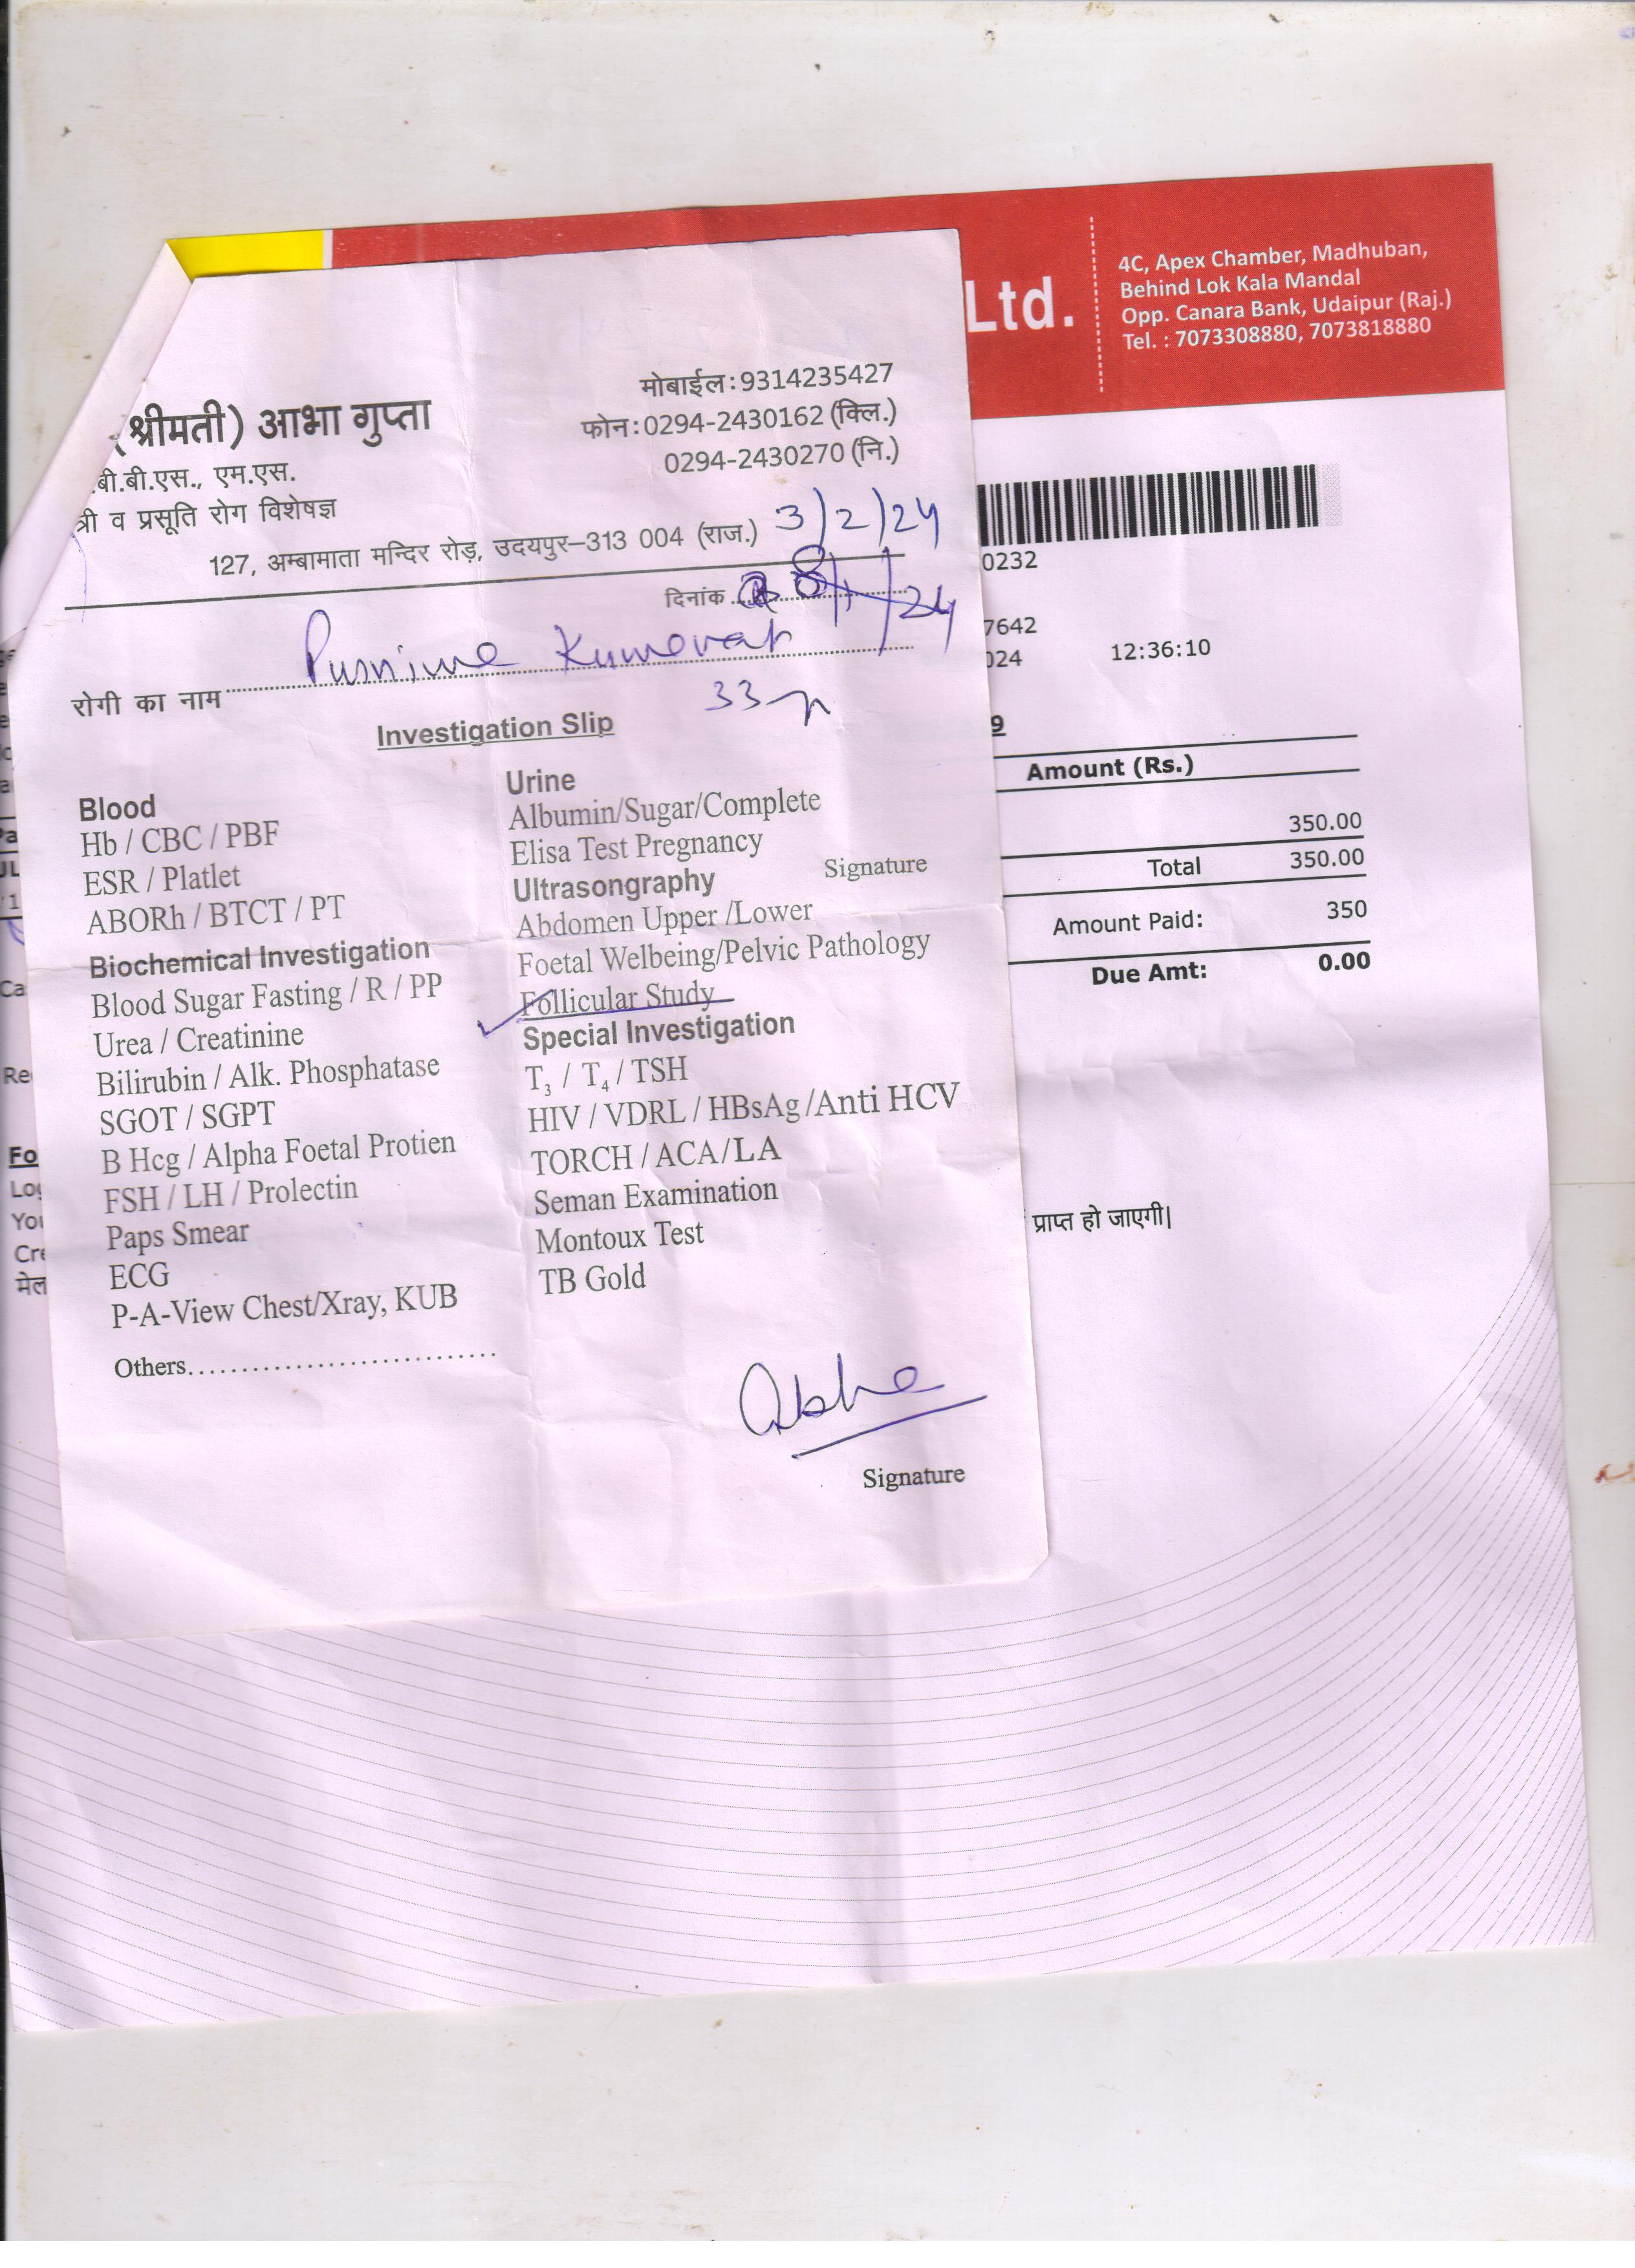 Ltd.
4C, Apex Chamber, Madhuban,
Behind Lok Kala Mandal
Opp. Canara Bank, Udaipur (Raj.)
Tel. : 7073308880, 7073818880
(श्रीमती) आभा गुप्ता
बी.बी.एस., एम.एस.
त्री व प्रसूति रोग विशेषज्ञ
मोबाईल:9314235427
फोन:0294-2430162 (क्लि.)
0294-2430270 (नि.)
127, अम्बामाता मन्दिर रोड़, उदयपुर–313 004 (राज.) 3/2/24
दिनांक
रोगी का नाम Purnima Kumawat
33
Investigation Slip
Blood
Hb / CBC / PBF
ESR / Platlet
ABORh / BTCT / PT
Biochemical Investigation
Blood Sugar Fasting / R / PP
Urea / Creatinine
Bilirubin / Alk. Phosphatase
SGOT / SGPT
B Hcg / Alpha Foetal Protien
FSH / LH / Prolectin
Paps Smear
ECG
P-A-View Chest/Xray, KUB
Others............................
Urine
Albumin/Sugar/Complete
Elisa Test Pregnancy
Signature
Ultrasongraphy
Abdomen Upper /Lower
Foetal Welbeing/Pelvic Pathology
Follicular Study
Special Investigation
T3 / T4 / TSH
HIV / VDRL / HBsAg /Anti HCV
TORCH / ACA/LA
Seman Examination
Montoux Test
TB Gold
Abha
Signature
0232
7642
024 12:36:10
9
Amount (Rs.)
350.00
Total 350.00
Amount Paid: 350
Due Amt: 0.00
प्राप्त हो जाएगी|
Ca
Re
Fo
You
Cre
मेल